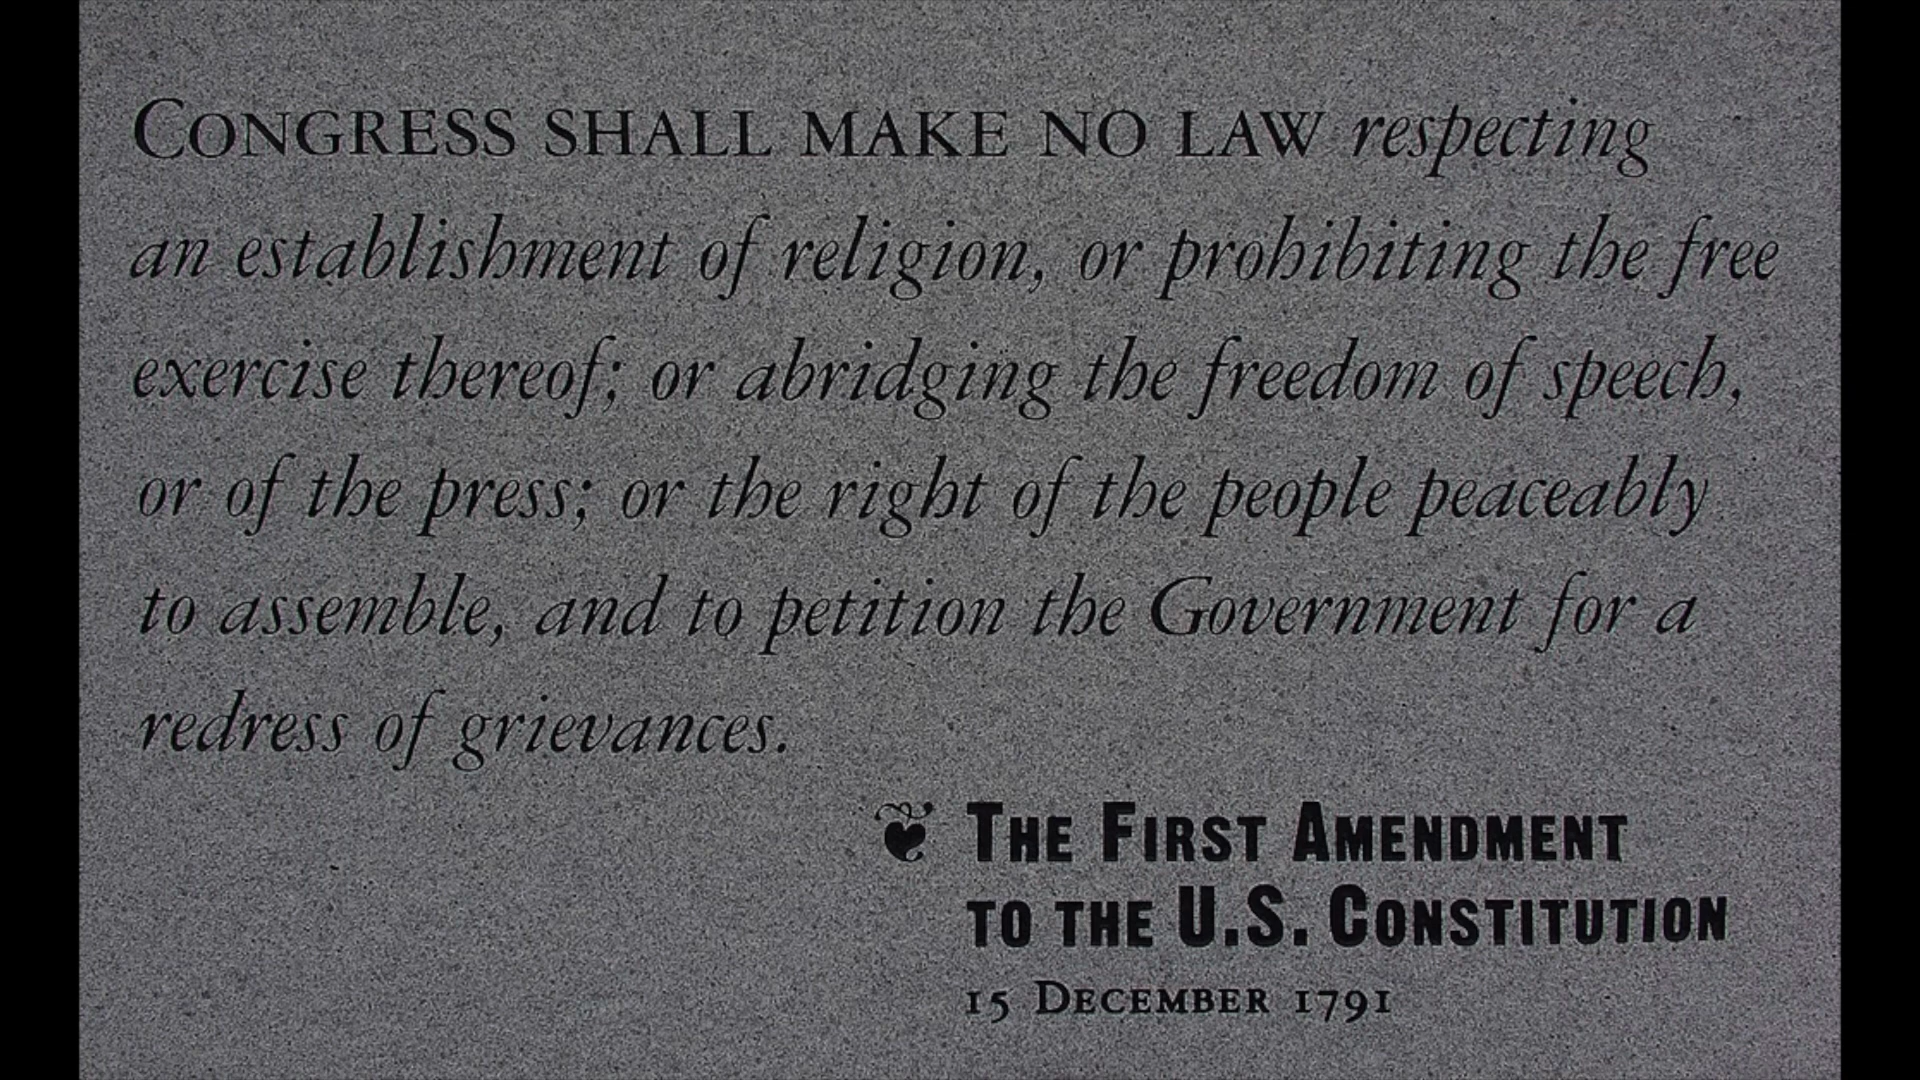 CONGRESS SHALL MAKE NO LAW respecting
an establishment of religion, or prohibiting the free
exercise thereof; or abridging the freedom of speech,
or of the press; or the right of the people peaceably
to assemble, and to petition the Government for a
redress of grievances.
THE FIRST AMENDMENT
TO THE U.S. CONSTITUTION
15 DECEMBER 1791